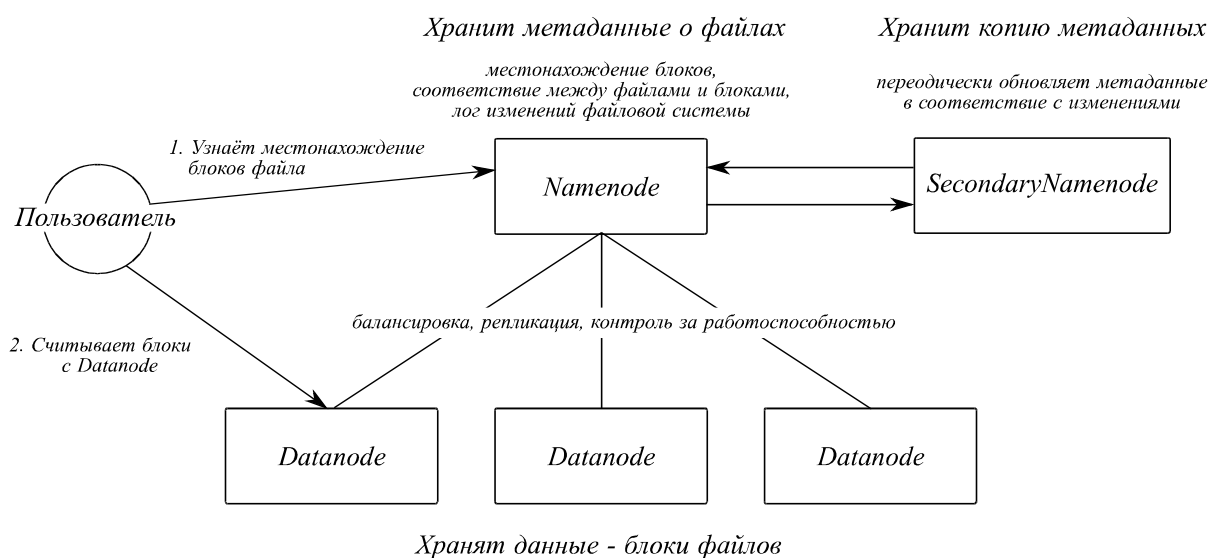 Хранит метаданные о файлах
местонахождение блоков,
соответствие между файлами и блоками,
лог изменений файловой системы
Хранит копию метаданных
переодически обновляет метаданные
в соответствие с изменениями
1. Узнаёт местонахождение
блоков файла
Пользователь
Namenode
SecondaryNamenode
балансировка, репликация, контроль за работоспособностью
2. Считывает блоки
с Datanode
Datanode
Datanode
Datanode
Хранят данные - блоки файлов